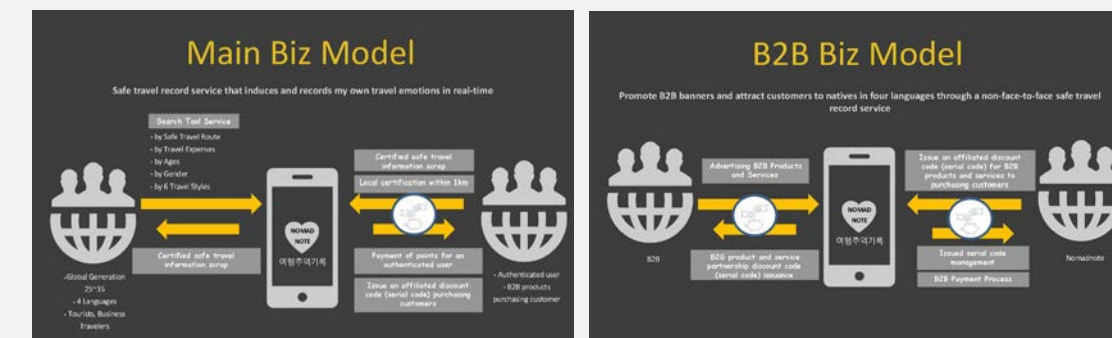 Main Biz Model
Safe travel record service that induces and records my own travel emotions in real-time
Search Tool Service
- by Safe Travel Route
- by Travel Expenses
- by Ages
- by Gender
- by 6 Travel Styles
Certified safe travel
information scrap
-Global Generation
25~35
- 4 Languages
- Tourists, Business
Travelers
NOMAD
NOTE
여행추억기록
Certified safe travel
information scrap
Local certification within 1km
Payment of points for an
authenticated user
Issue an affiliated discount
code (serial code) purchasing
customers
- Authenticated user
- B2B products
purchasing customer
B2B Biz Model
Promote B2B banners and attract customers to natives in four languages through a non-face-to-face safe travel
record service
B2B
Advertising B2B Products
and Services
B2G product and service
partnership discount code
(serial code) issuance
NOMAD
NOTE
여행추억기록
Issue an affiliated discount
code (serial code) for B2B
products and services to
purchasing customers
Issued serial code
management
B2B Payment Process
Nomadnote